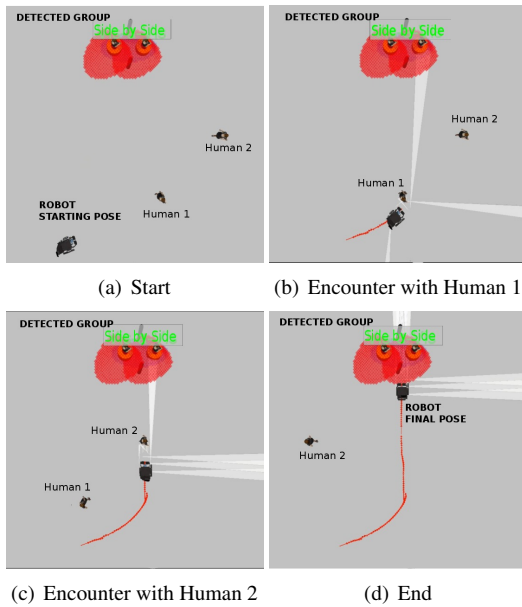 DETECTED GROUP
Side by Side
Human 2
Human 1
ROBOT
STARTING POSE
(a) Start
DETECTED GROUP
Side by Side
Human 2
Human 1
(b) Encounter with Human 1
DETECTED GROUP
Side by Side
Human 2
Human 1
(c) Encounter with Human 2
DETECTED GROUP
Side by Side
ROBOT
FINAL POSE
Human 2
(d) End